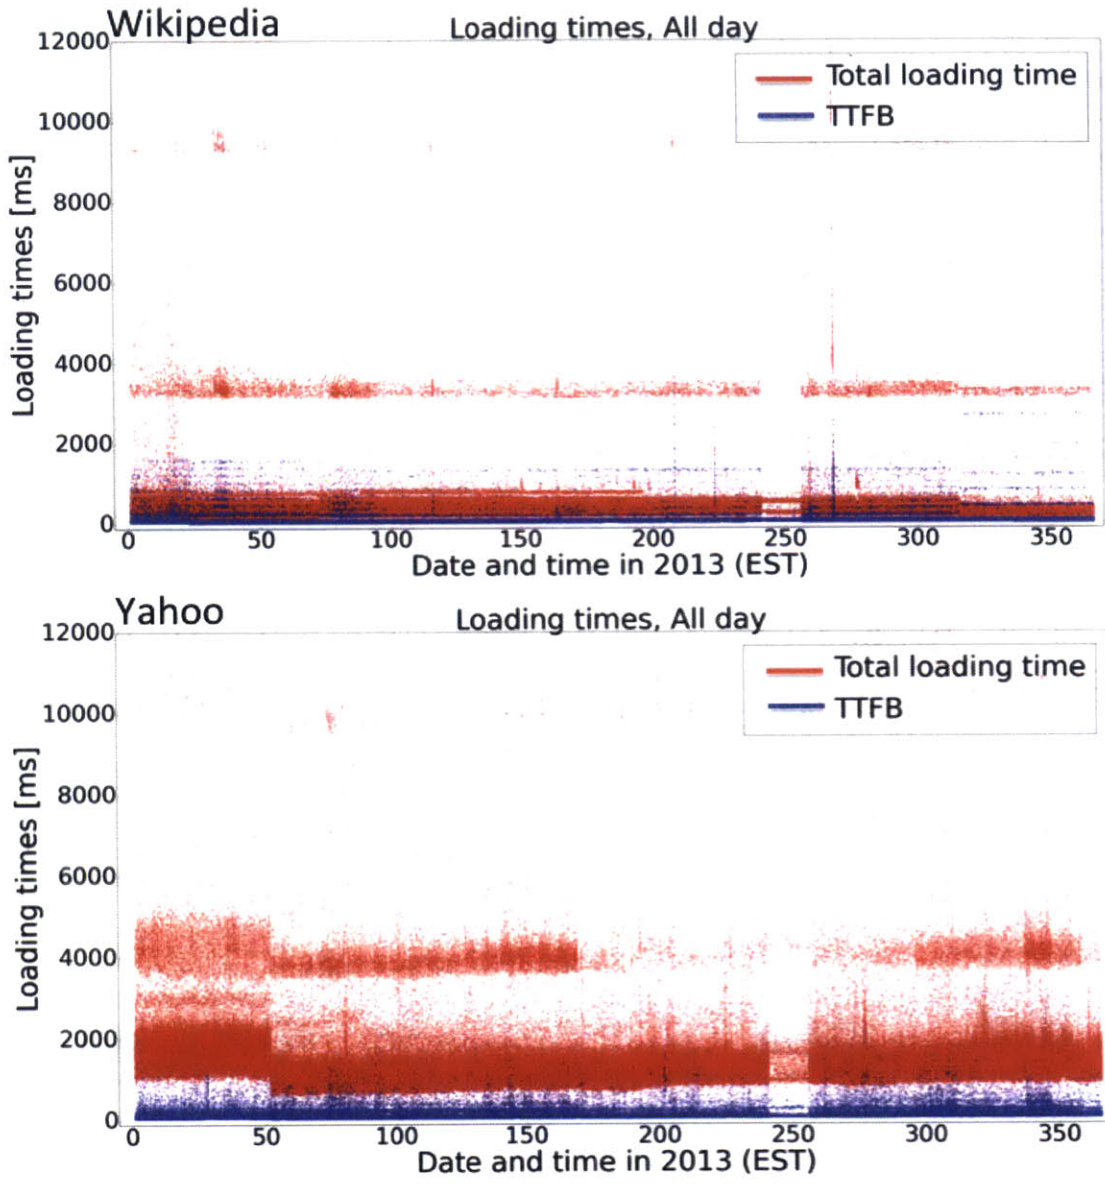 Wikipedia
Loading times, All day
12000
10000
8000
6000
4000
2000
0
Loading times [ms]
Total loading time
TTFB
0 50 100 150 200 250 300 350
Date and time in 2013 (EST)
Yahoo
Loading times, All day
12000
10000
8000
6000
4000
2000
0
Loading times [ms]
Total loading time
TTFB
0 50 100 150 200 250 300 350
Date and time in 2013 (EST)